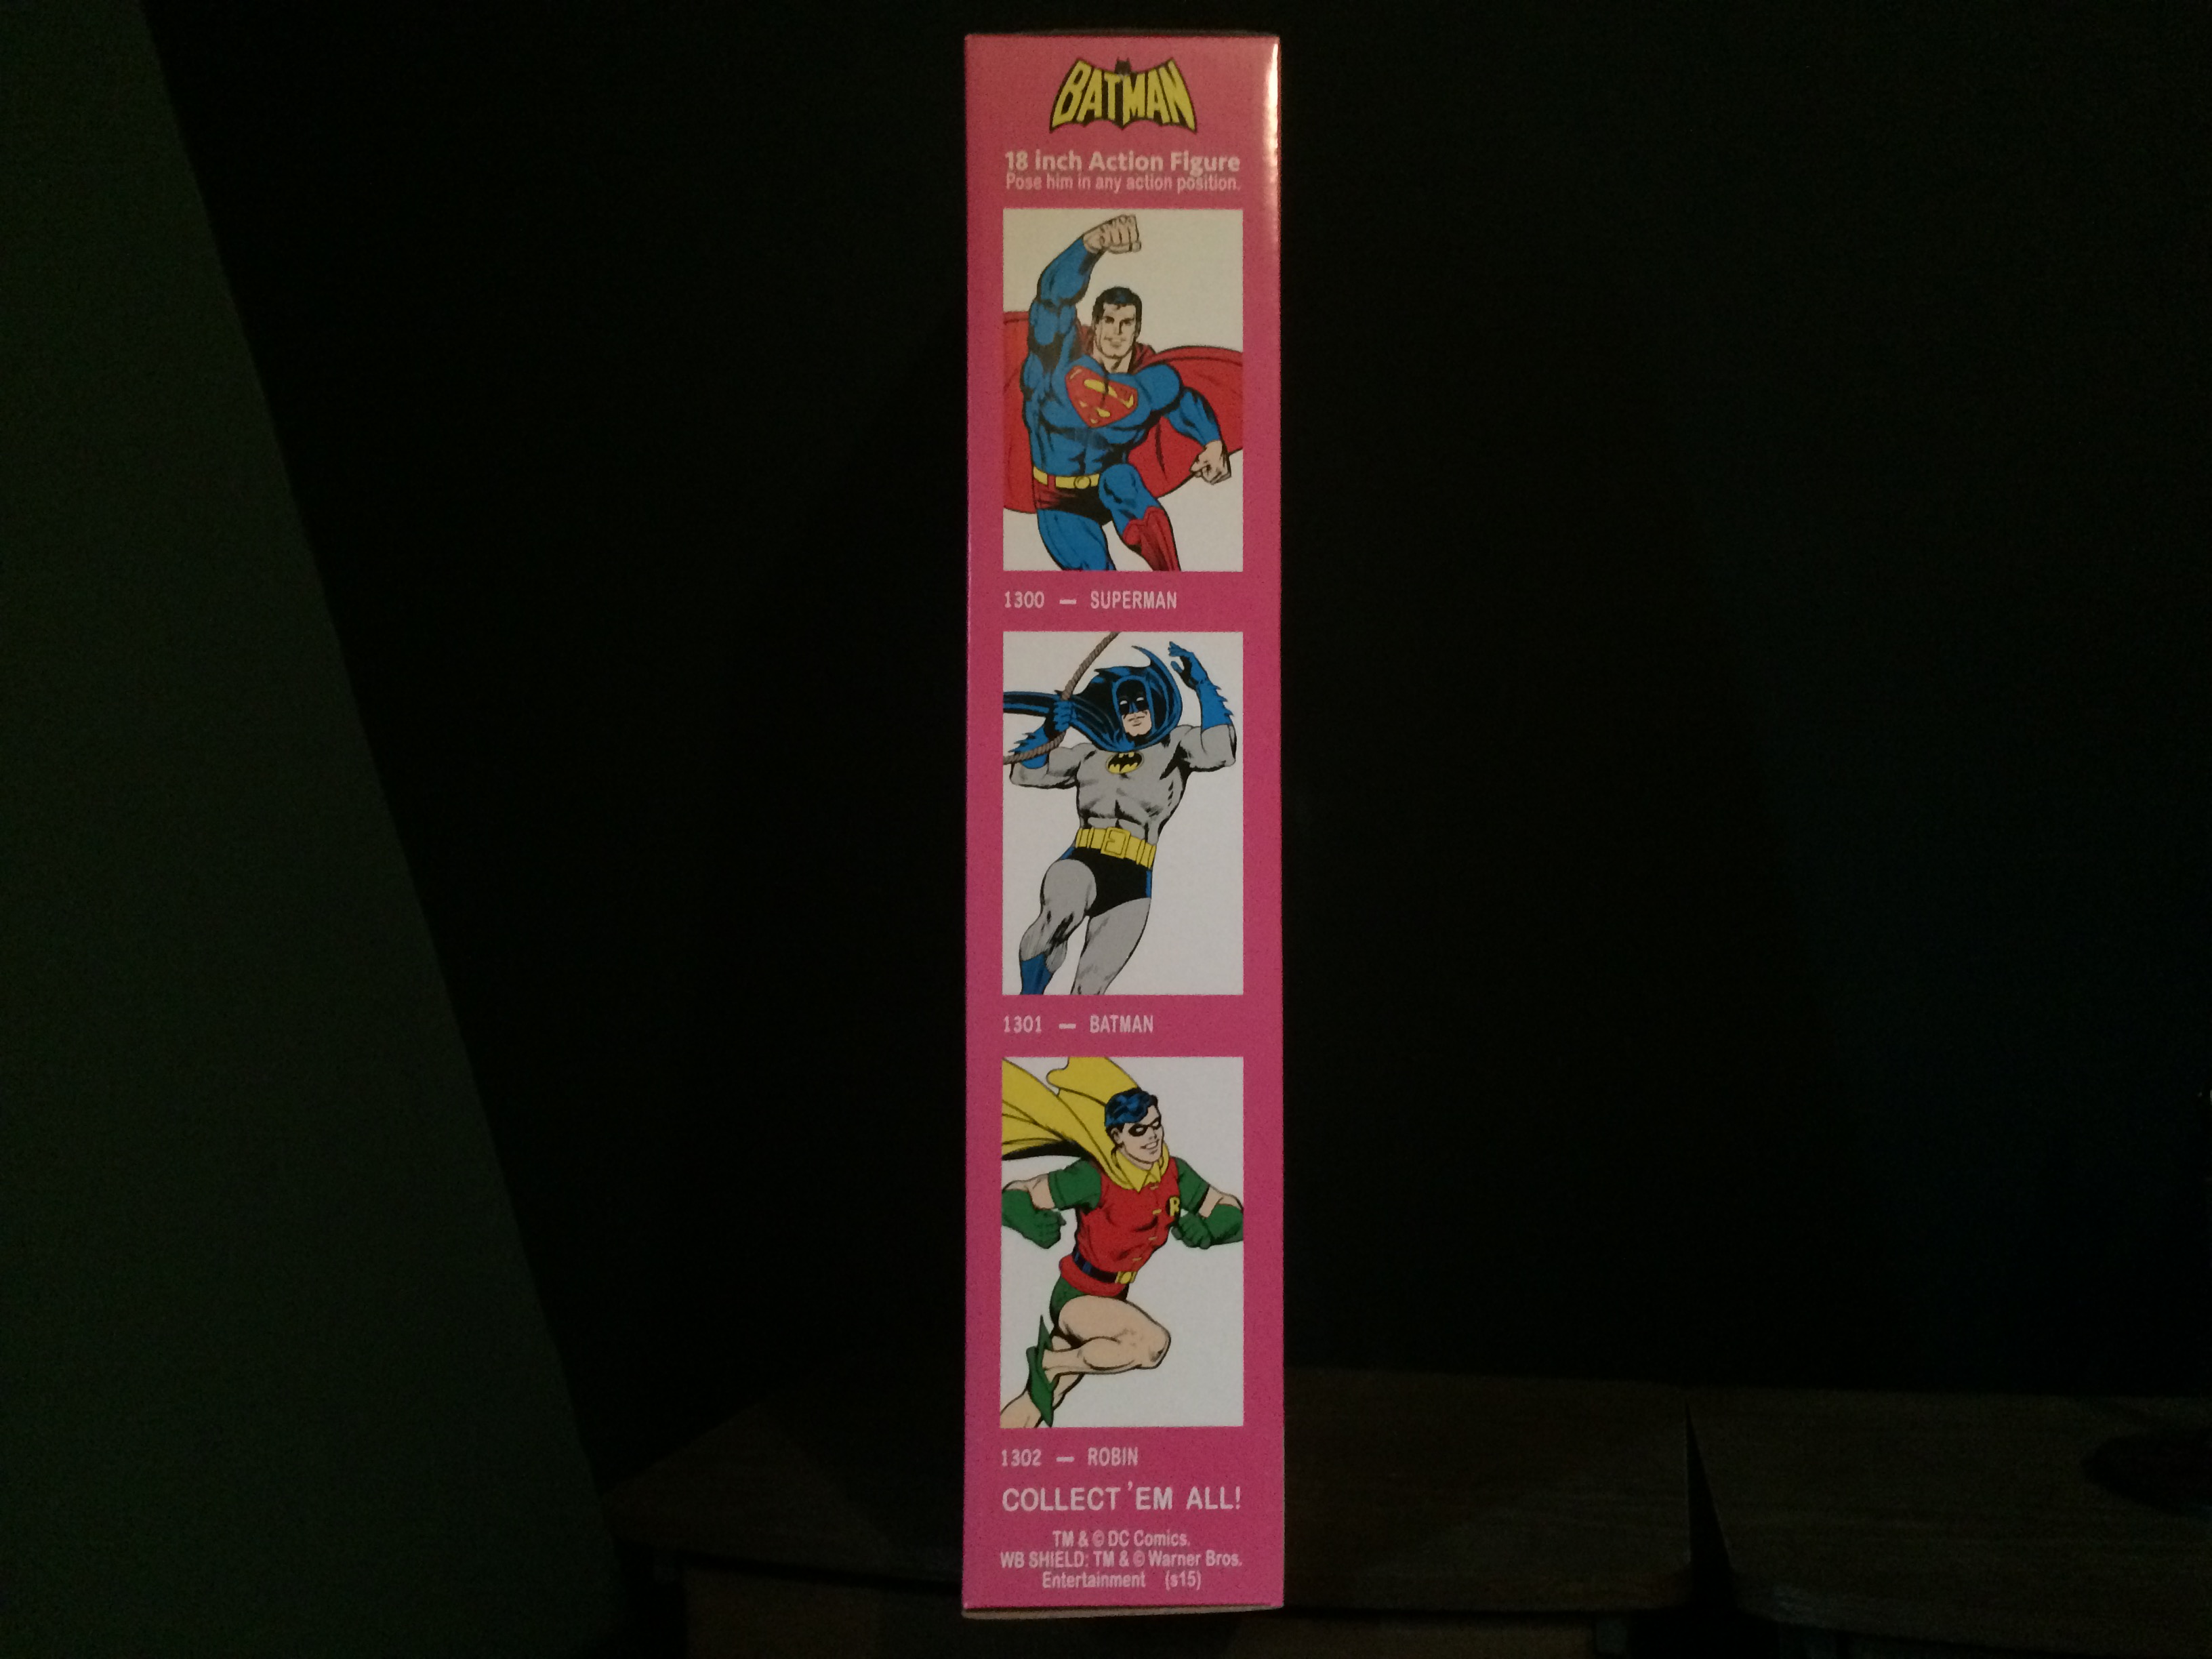 BATMAN
18 inch Action Figure
Pose him in any action position.
1300 — SUPERMAN
1301 — BATMAN
R
1302 — ROBIN
COLLECT 'EM ALL!
TM & © DC Comics.
WB SHIELD: TM & © Warner Bros.
Entertainment (s15)